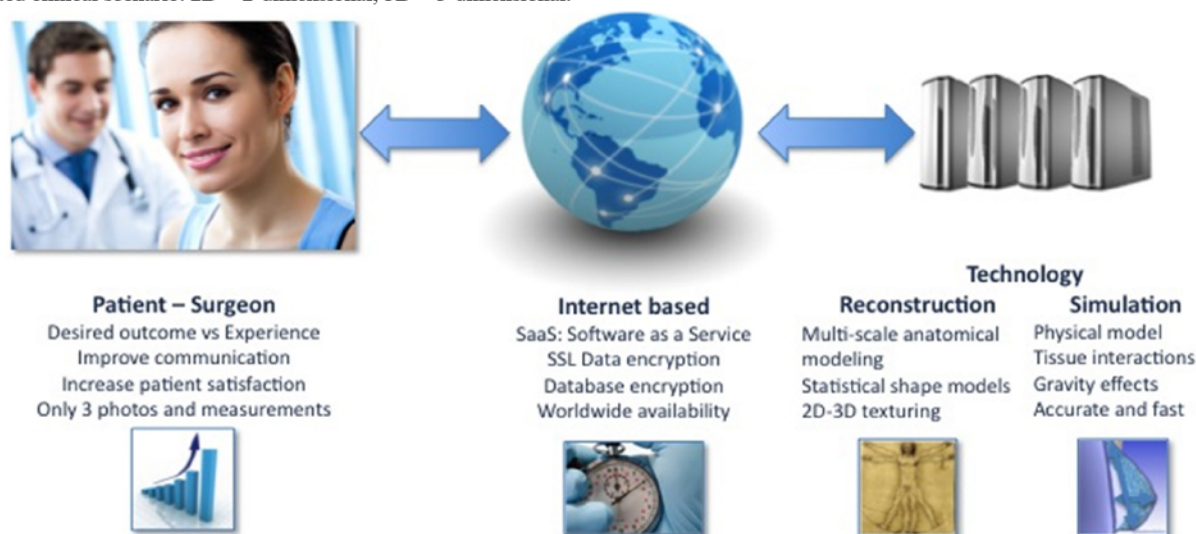 Patient – Surgeon
Desired outcome vs Experience
Improve communication
Increase patient satisfaction
Only 3 photos and measurements
Internet based
SaaS: Software as a Service
SSL Data encryption
Database encryption
Worldwide availability
Technology
Reconstruction
Multi-scale anatomical
modeling
Statistical shape models
2D-3D texturing
Simulation
Physical model
Tissue interactions
Gravity effects
Accurate and fast